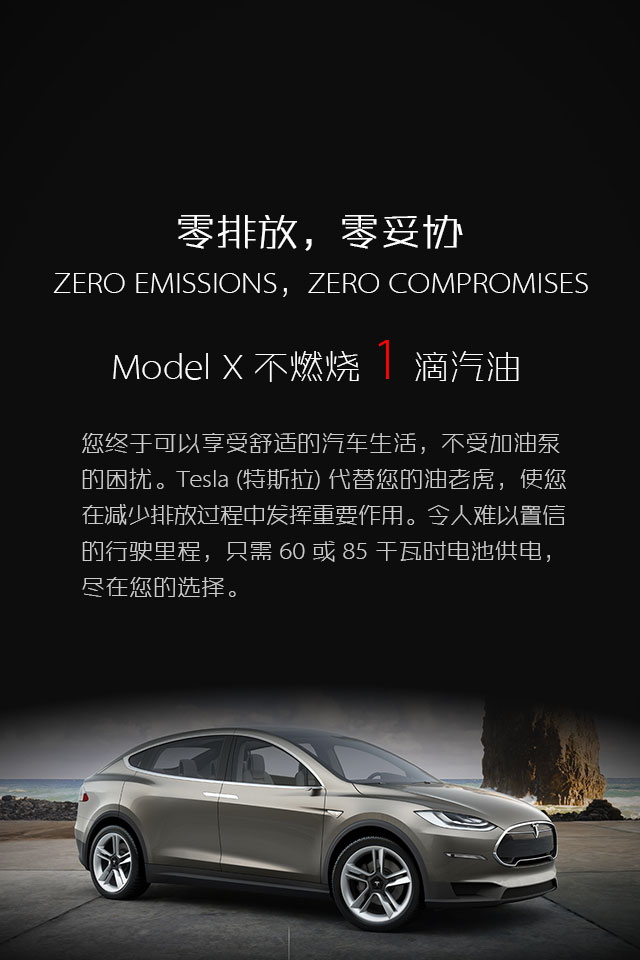 零排放，零妥协
ZERO EMISSIONS，ZERO COMPROMISES
Model X 不燃烧 1 滴汽油
您终于可以享受舒适的汽车生活，不受加油泵
的困扰。Tesla (特斯拉) 代替您的油老虎，使您
在减少排放过程中发挥重要作用。令人难以置信
的行驶里程，只需 60 或 85 千瓦时电池供电，
尽在您的选择。